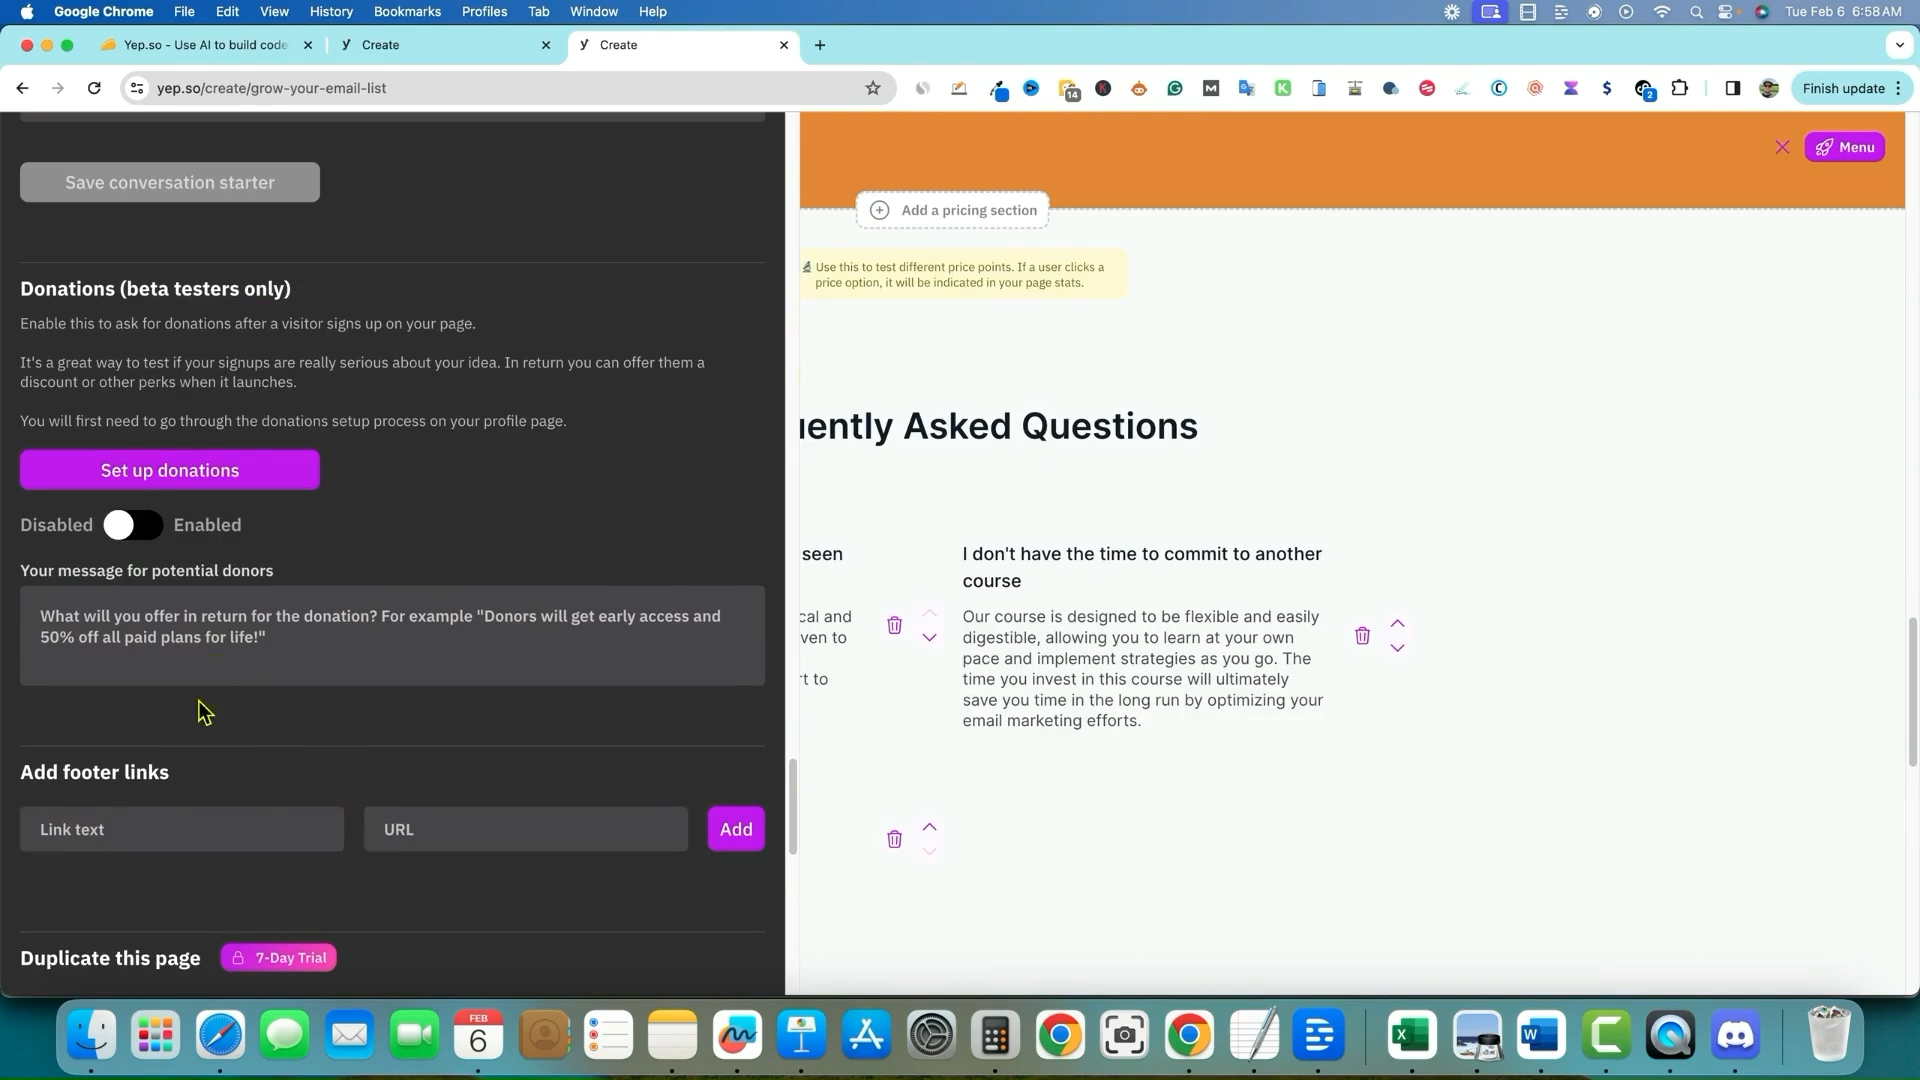 Google Chrome File Edit View History Bookmarks Profiles Tab Window Help Tue Feb 6 6:58 AM
Yep.so - Use AI to build code Create Create
yep.so/create/grow-your-email-list 14 2 Finish update
Save conversation starter
Donations (beta testers only)
Enable this to ask for donations after a visitor signs up on your page.
It's a great way to test if your signups are really serious about your idea. In return you can offer them a
discount or other perks when it launches.
You will first need to go through the donations setup process on your profile page.
Set up donations
Disabled Enabled
Your message for potential donors
What will you offer in return for the donation? For example "Donors will get early access and
50% off all paid plans for life!"
Add footer links
Link text URL Add
Duplicate this page 7-Day Trial
Menu
Add a pricing section
Use this to test different price points. If a user clicks a
price option, it will be indicated in your page stats.
uently Asked Questions
seen
cal and
ven to
rt to
I don't have the time to commit to another
course
Our course is designed to be flexible and easily
digestible, allowing you to learn at your own
pace and implement strategies as you go. The
time you invest in this course will ultimately
save you time in the long run by optimizing your
email marketing efforts.
FEB
6